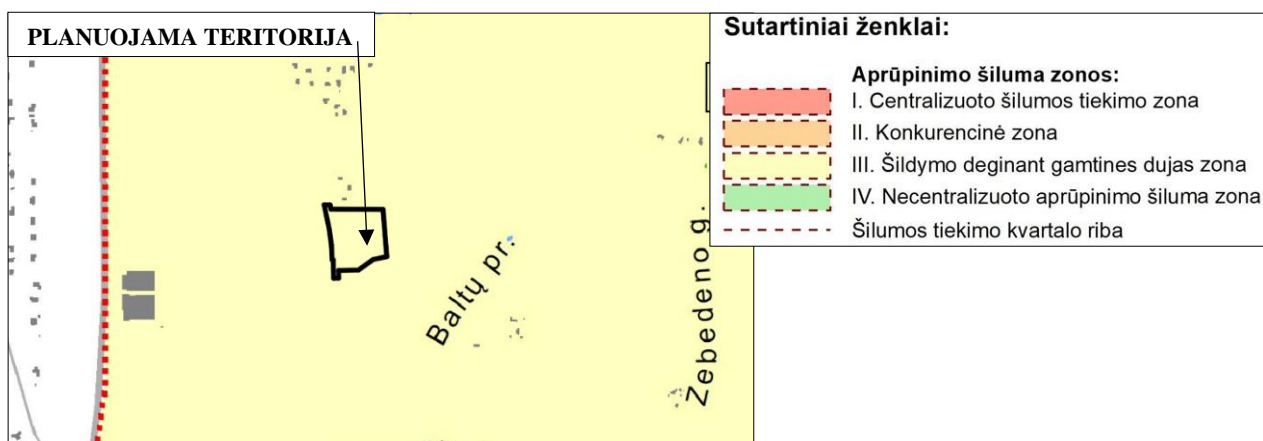 PLANUOJAMA TERITORIJA
Sutartiniai ženklai:
Aprūpinimo šiluma zonos:
I. Centralizuoto šilumos tiekimo zona
II. Konkurencinė zona
III. Šildymo deginant gamtines dujas zona
IV. Necentralizuoto aprūpinimo šiluma zona
Šilumos tiekimo kvartalo riba
Baltų pr.
Zebedeno g.